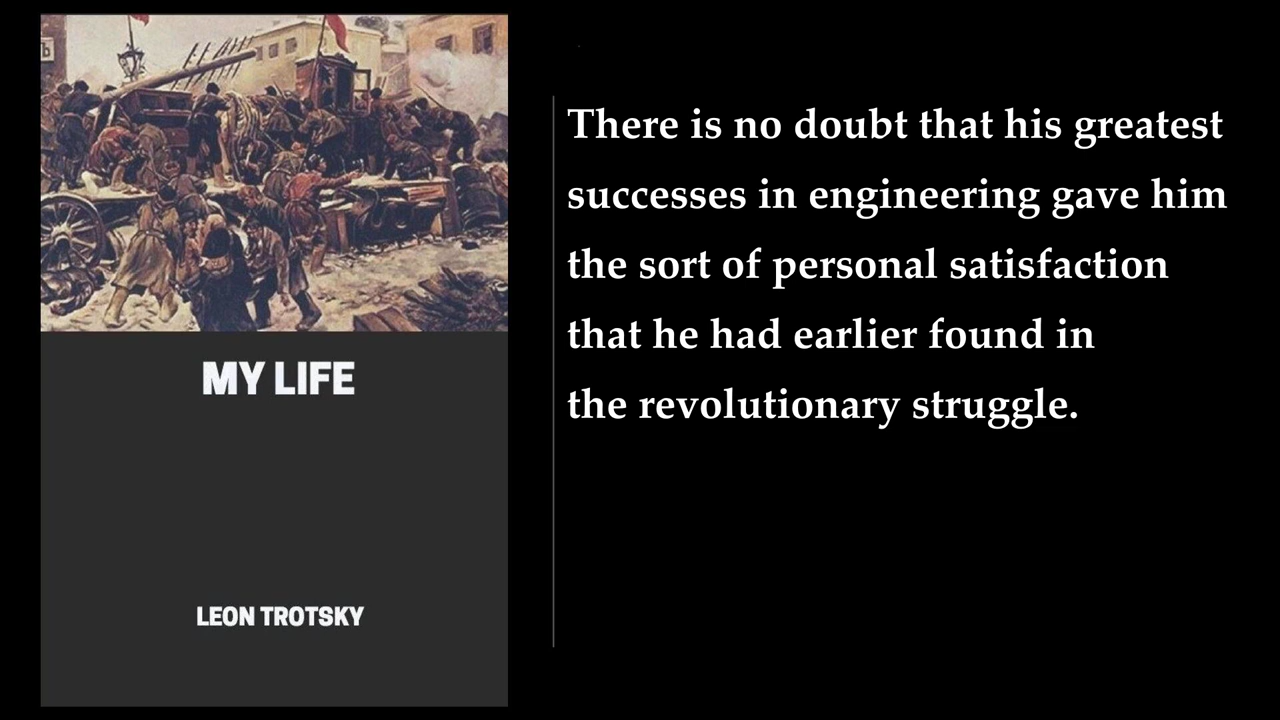 MY LIFE
LEON TROTSKY
There is no doubt that his greatest
successes in engineering gave him
the sort of personal satisfaction
that he had earlier found in
the revolutionary struggle.